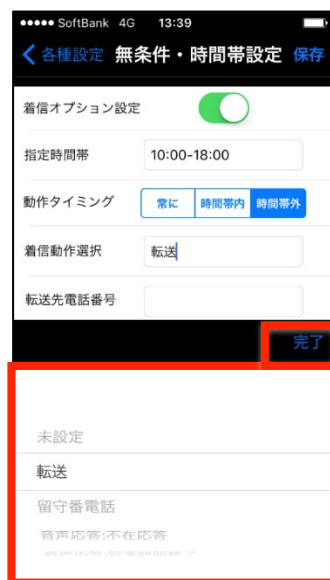 SoftBank 4G 13:39
各種設定 無条件・時間帯設定 保存
着信オプション設定
指定時間帯 10:00-18:00
動作タイミング 常に 時間帯内 時間帯外
着信動作選択 転送
転送先電話番号
完了
未設定
転送
留守番電話
音声応答:不在応答